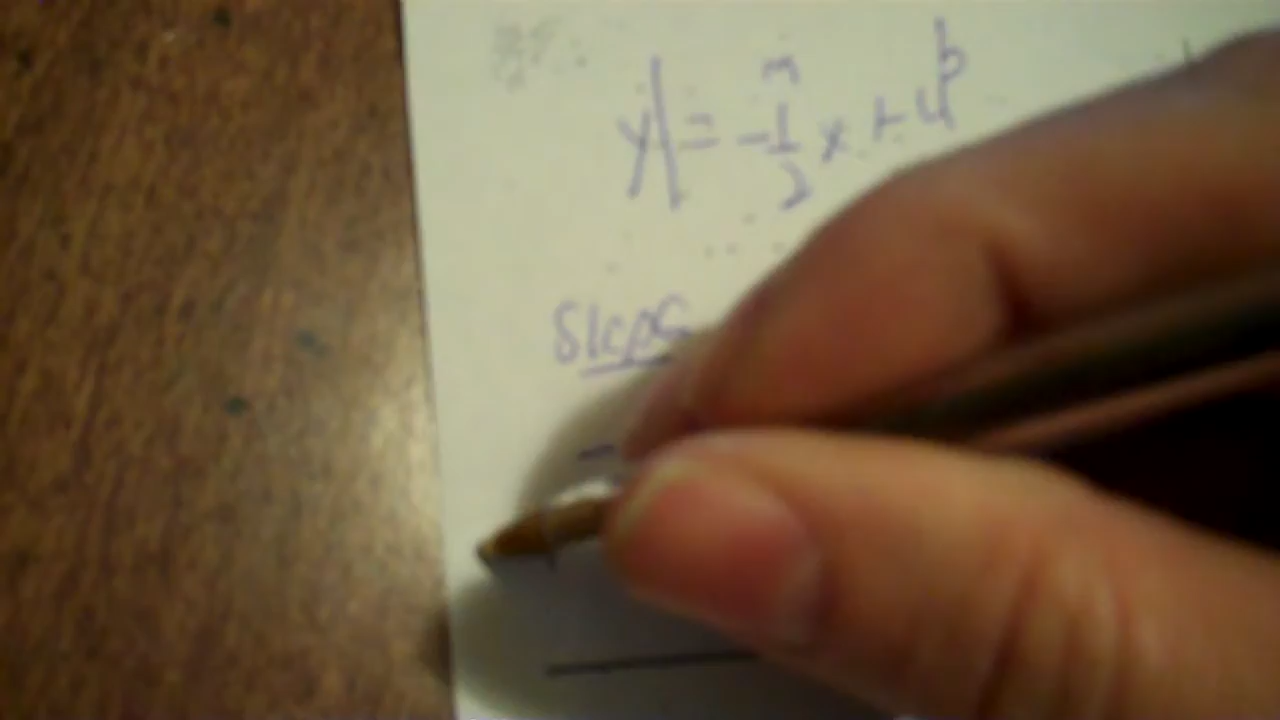 m b
y| = -1/2 x + 4
Slope